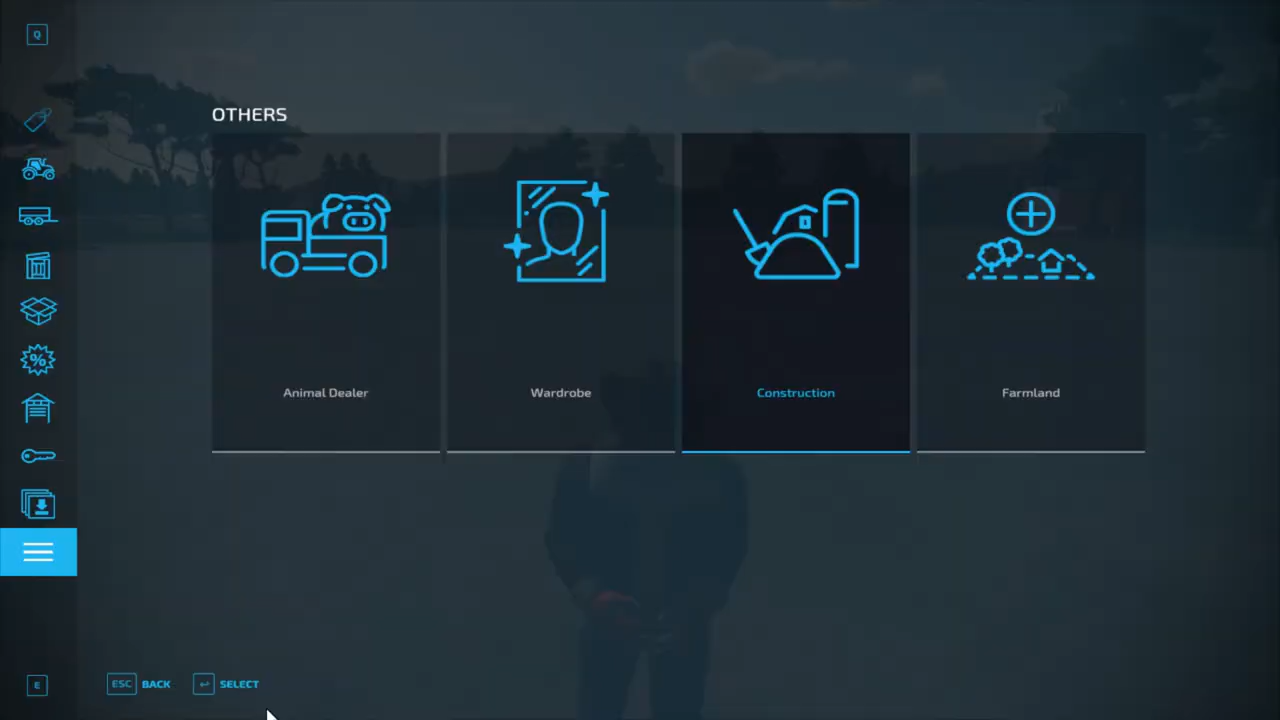 Q
OTHERS
%
Animal Dealer
Wardrobe
Construction
Farmland
E
ESC BACK ↵ SELECT